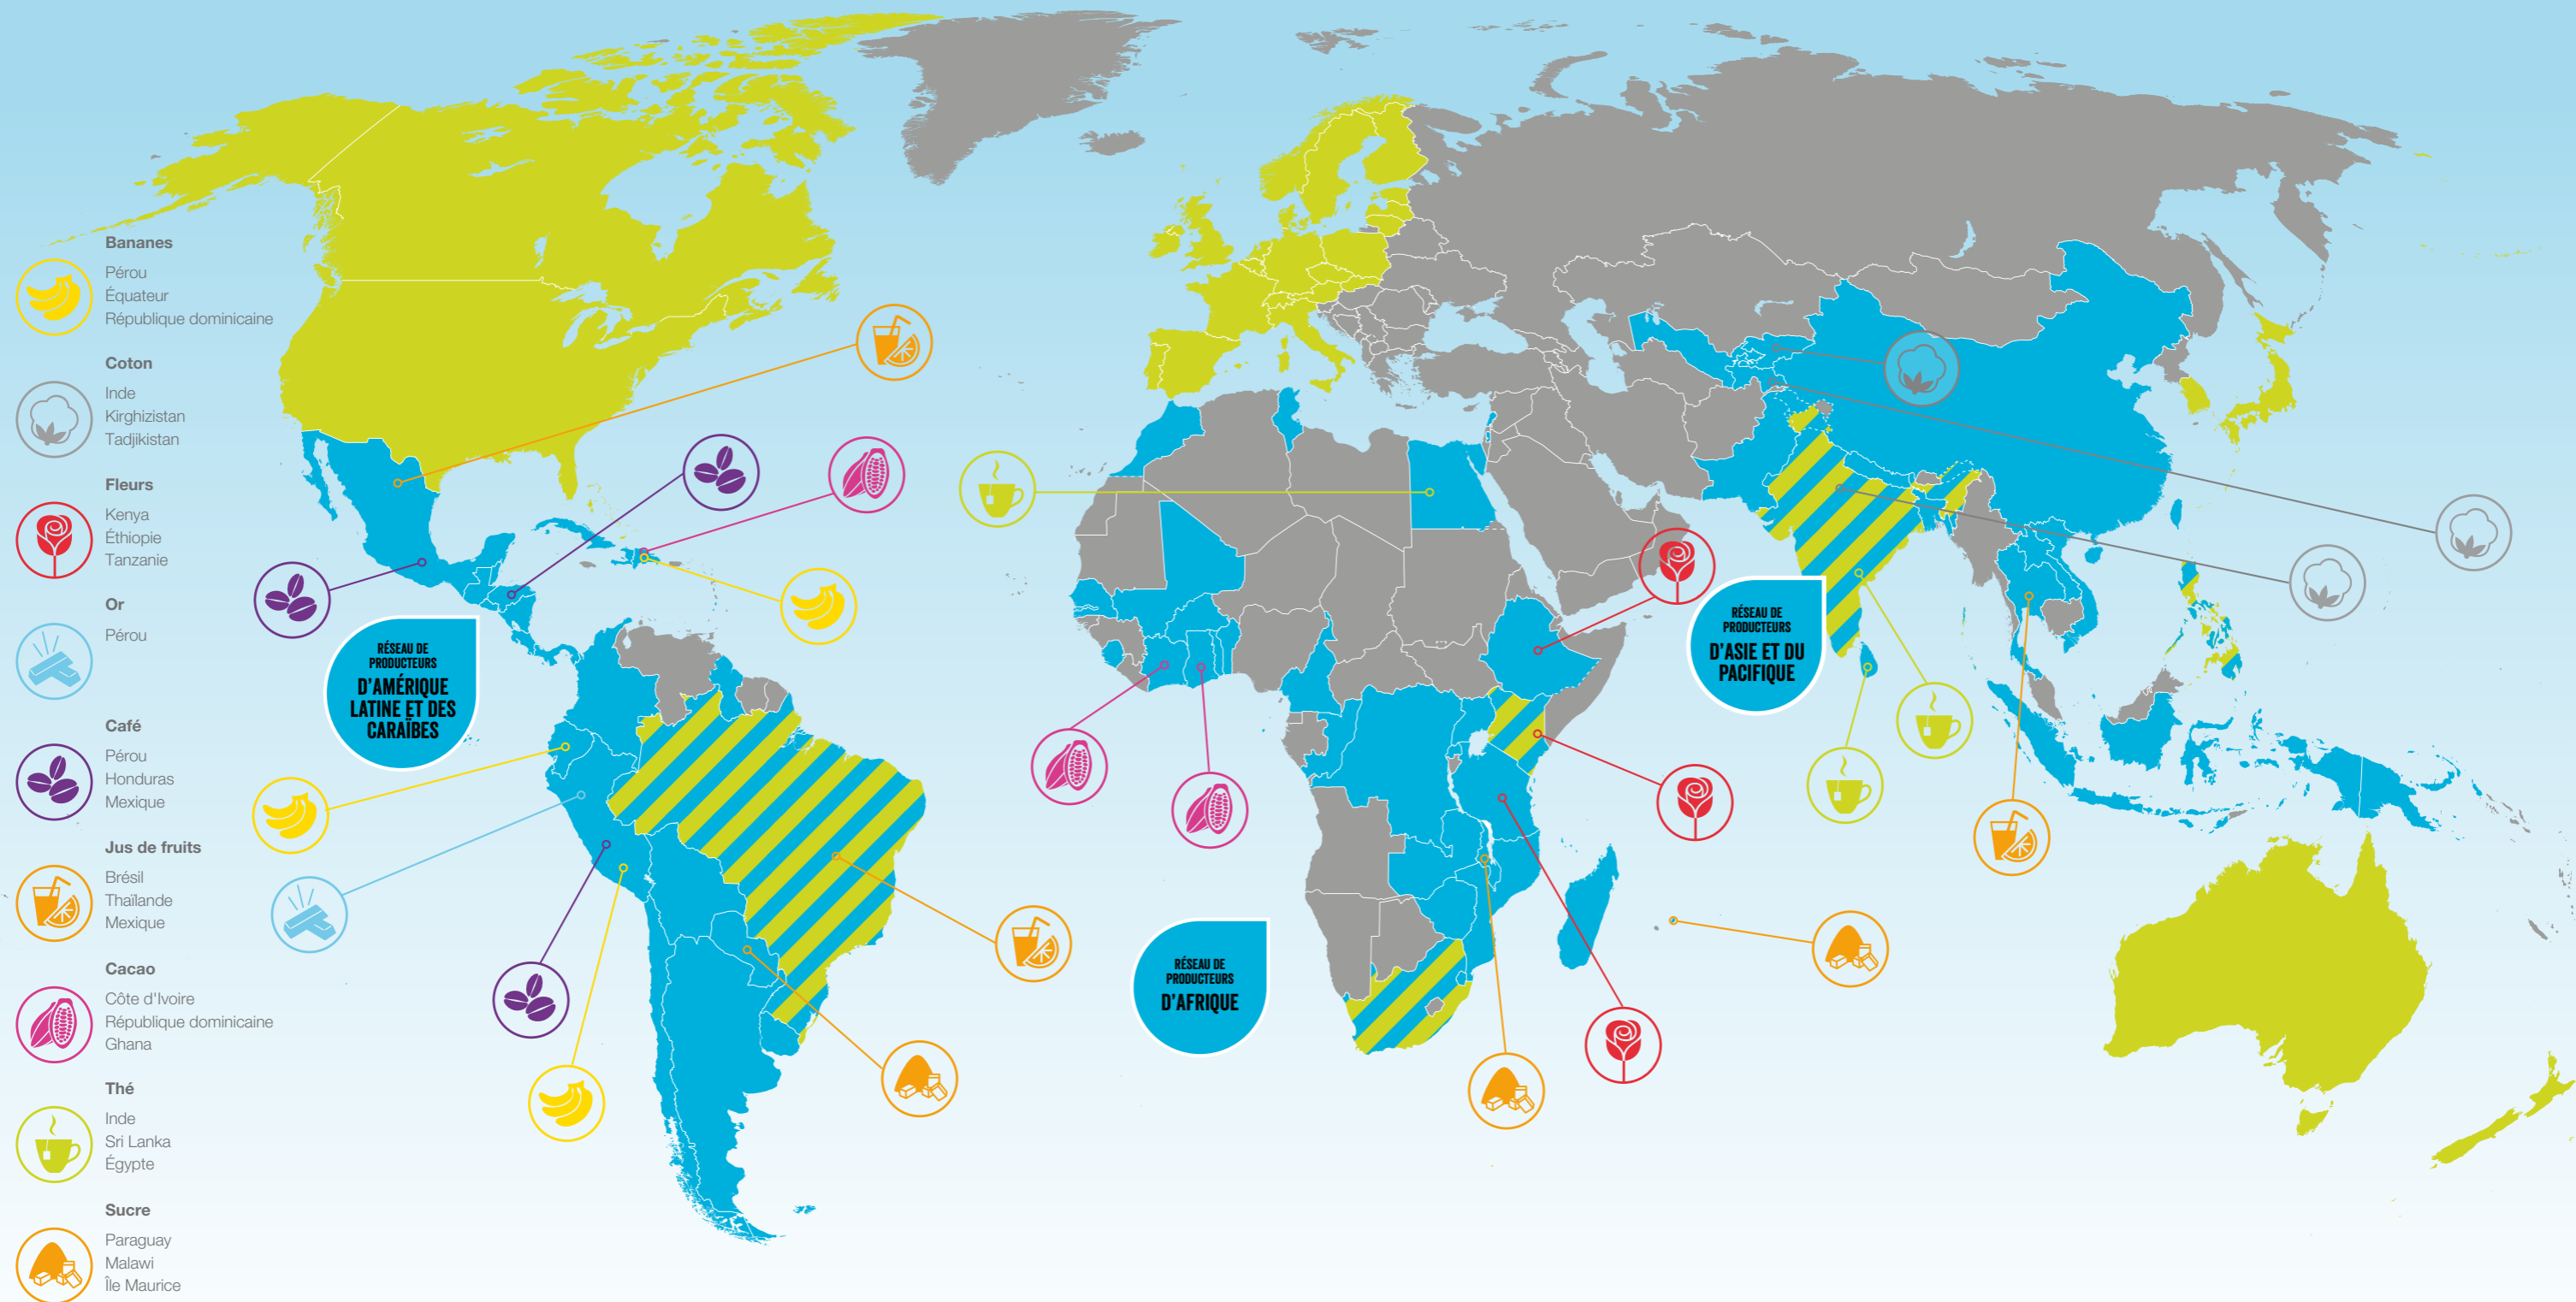 Bananes
Pérou
Équateur
République dominicaine
Coton
Inde
Kirghizistan
Tadjikistan
Fleurs
Kenya
Éthiopie
Tanzanie
Or
Pérou
Café
Pérou
Honduras
Mexique
Jus de fruits
Brésil
Thaïlande
Mexique
Cacao
Côte d'Ivoire
République dominicaine
Ghana
Thé
Inde
Sri Lanka
Égypte
Sucre
Paraguay
Malawi
Île Maurice
RÉSEAU DE
PRODUCTEURS
D'AMÉRIQUE
LATINE ET DES
CARAÏBES
RÉSEAU DE
PRODUCTEURS
D'AFRIQUE
RÉSEAU DE
PRODUCTEURS
D'ASIE ET DU
PACIFIQUE